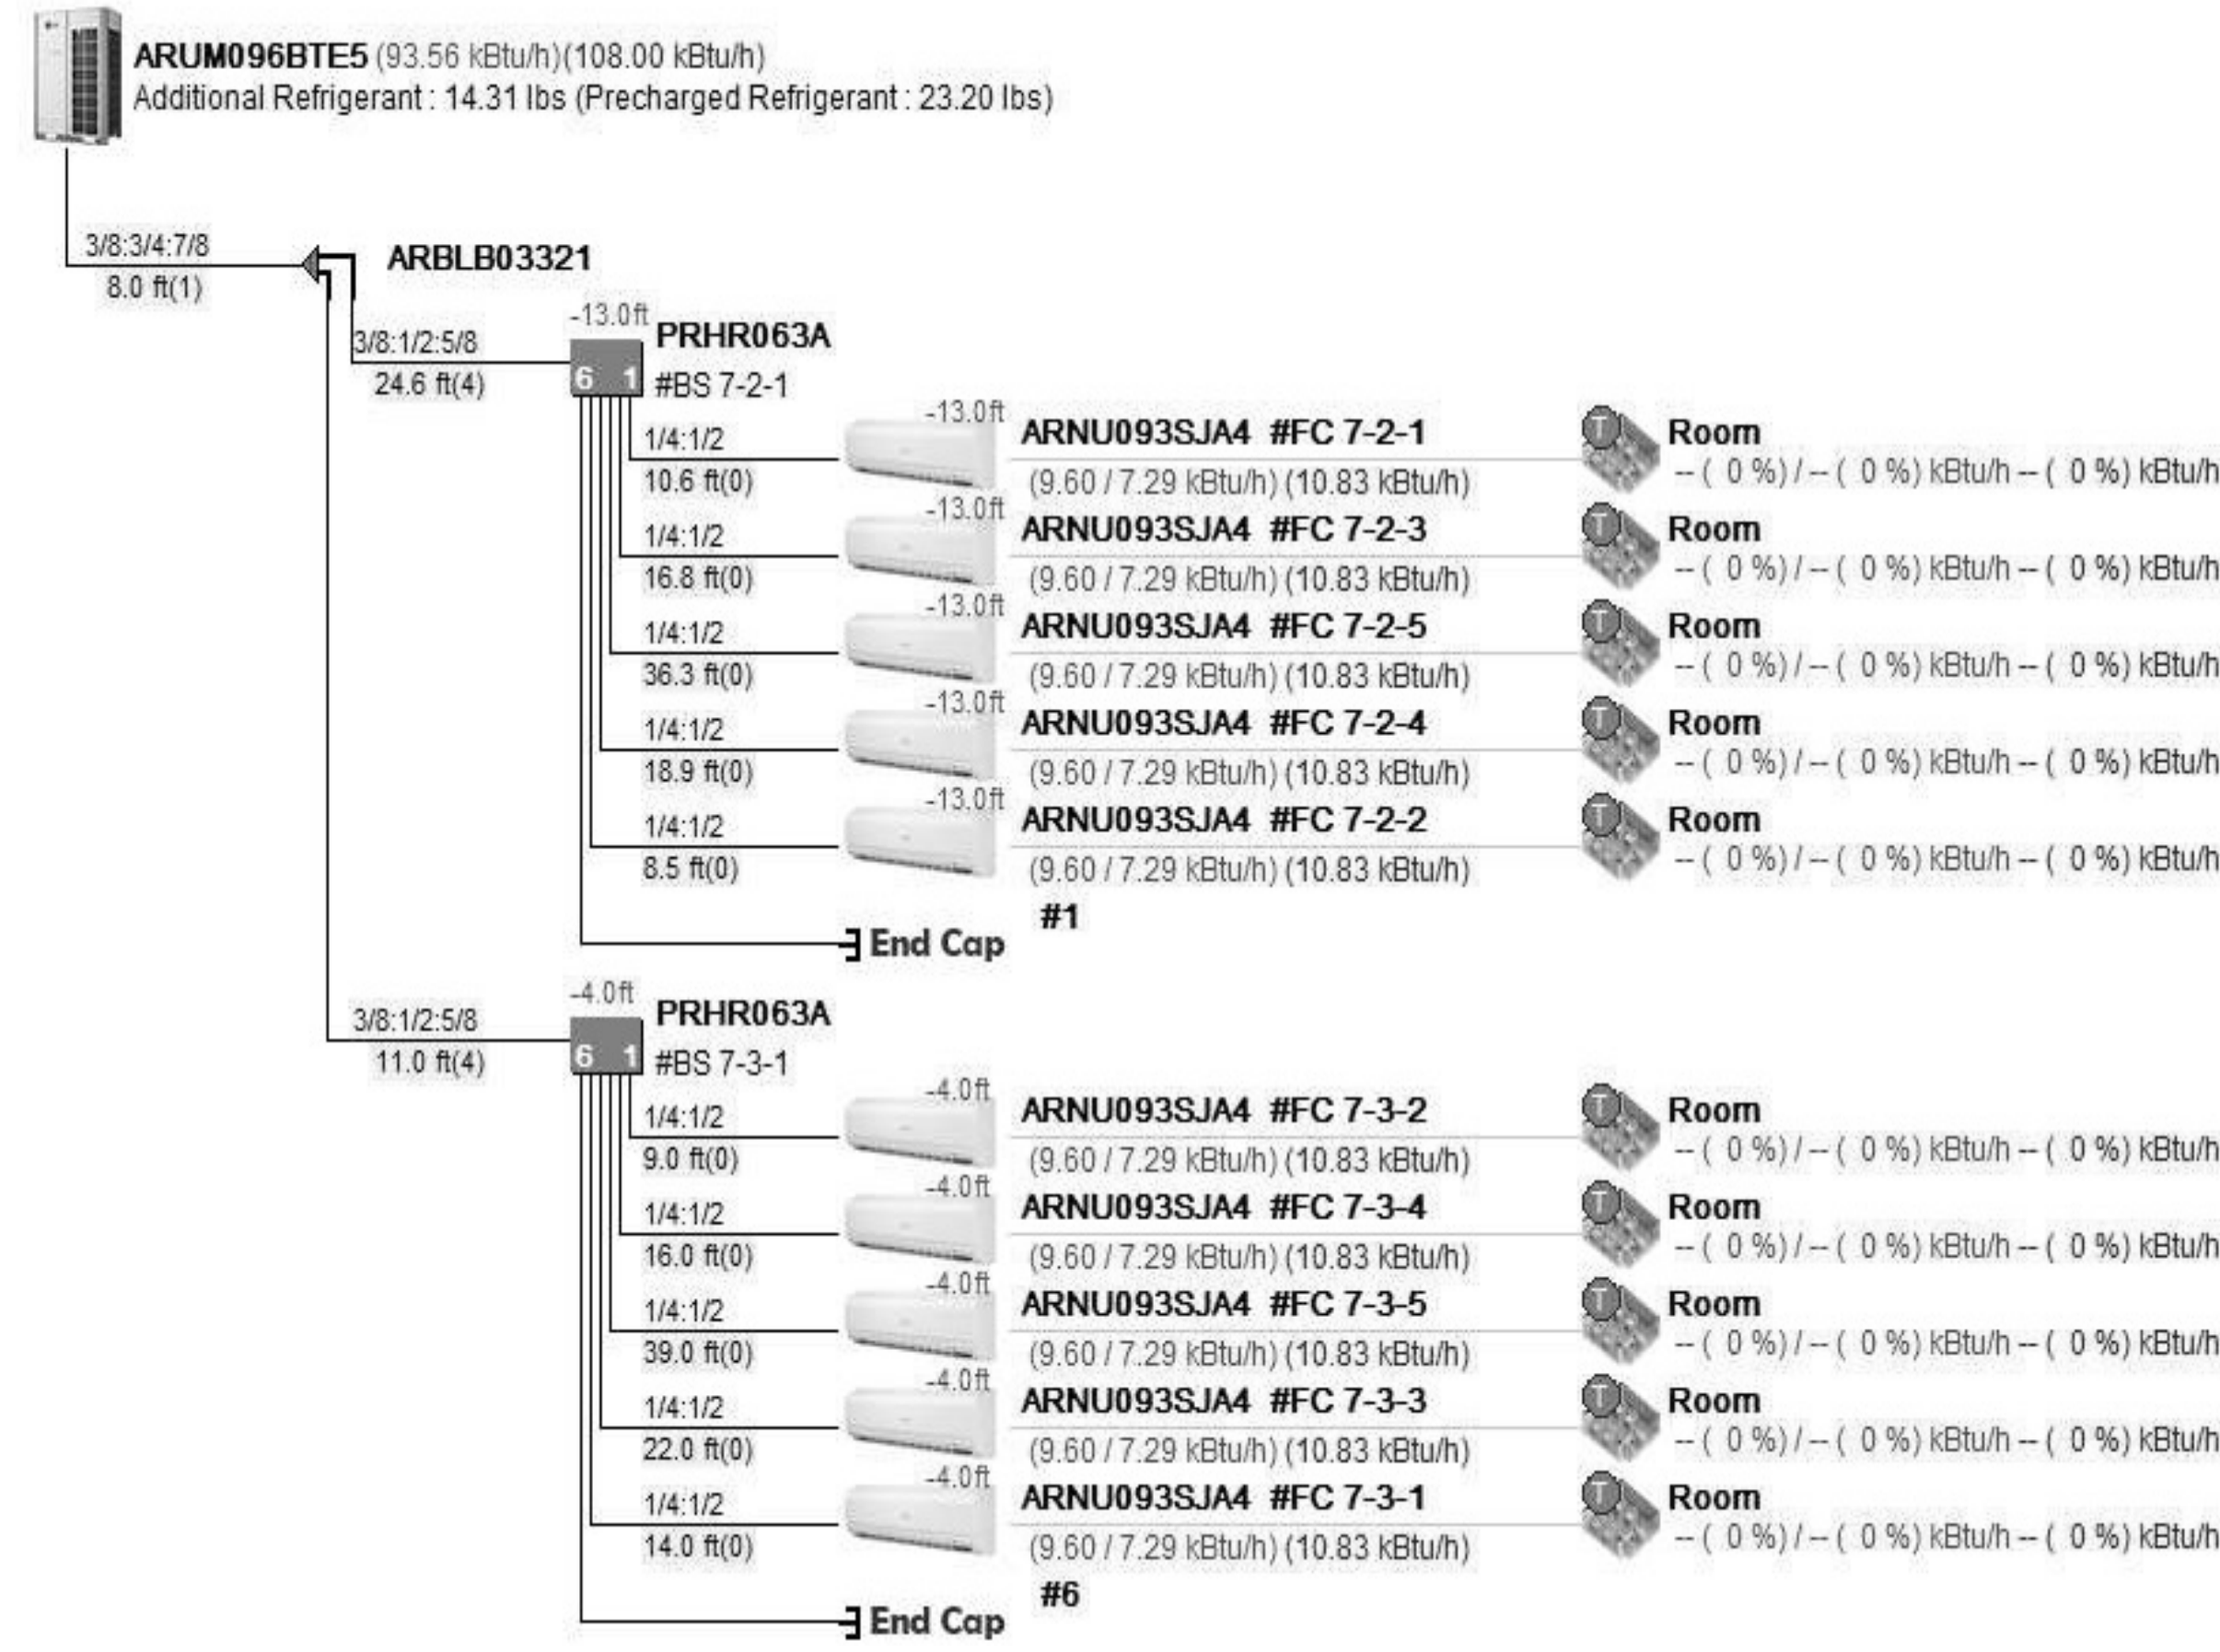 ARUM096BTE5 (93.56 kBtu/h)(108.00 kBtu/h)
Additional Refrigerant : 14.31 lbs (Precharged Refrigerant : 23.20 lbs)
3/8:3/4:7/8
8.0 ft(1)
ARBLB03321
3/8:1/2:5/8
24.6 ft(4)
-13.0ft
PRHR063A
6 1
#BS 7-2-1
1/4:1/2
10.6 ft(0)
-13.0ft
ARNU093SJA4 #FC 7-2-1
(9.60 / 7.29 kBtu/h) (10.83 kBtu/h)
T
Room
-- ( 0 %) / -- ( 0 %) kBtu/h -- ( 0 %) kBtu/h
1/4:1/2
16.8 ft(0)
-13.0ft
ARNU093SJA4 #FC 7-2-3
(9.60 / 7.29 kBtu/h) (10.83 kBtu/h)
T
Room
-- ( 0 %) / -- ( 0 %) kBtu/h -- ( 0 %) kBtu/h
1/4:1/2
36.3 ft(0)
-13.0ft
ARNU093SJA4 #FC 7-2-5
(9.60 / 7.29 kBtu/h) (10.83 kBtu/h)
T
Room
-- ( 0 %) / -- ( 0 %) kBtu/h -- ( 0 %) kBtu/h
1/4:1/2
18.9 ft(0)
-13.0ft
ARNU093SJA4 #FC 7-2-4
(9.60 / 7.29 kBtu/h) (10.83 kBtu/h)
T
Room
-- ( 0 %) / -- ( 0 %) kBtu/h -- ( 0 %) kBtu/h
1/4:1/2
8.5 ft(0)
-13.0ft
ARNU093SJA4 #FC 7-2-2
(9.60 / 7.29 kBtu/h) (10.83 kBtu/h)
T
Room
-- ( 0 %) / -- ( 0 %) kBtu/h -- ( 0 %) kBtu/h
#1
End Cap
3/8:1/2:5/8
11.0 ft(4)
-4.0ft
PRHR063A
6 1
#BS 7-3-1
1/4:1/2
9.0 ft(0)
-4.0ft
ARNU093SJA4 #FC 7-3-2
(9.60 / 7.29 kBtu/h) (10.83 kBtu/h)
T
Room
-- ( 0 %) / -- ( 0 %) kBtu/h -- ( 0 %) kBtu/h
1/4:1/2
16.0 ft(0)
-4.0ft
ARNU093SJA4 #FC 7-3-4
(9.60 / 7.29 kBtu/h) (10.83 kBtu/h)
T
Room
-- ( 0 %) / -- ( 0 %) kBtu/h -- ( 0 %) kBtu/h
1/4:1/2
39.0 ft(0)
-4.0ft
ARNU093SJA4 #FC 7-3-5
(9.60 / 7.29 kBtu/h) (10.83 kBtu/h)
T
Room
-- ( 0 %) / -- ( 0 %) kBtu/h -- ( 0 %) kBtu/h
1/4:1/2
22.0 ft(0)
-4.0ft
ARNU093SJA4 #FC 7-3-3
(9.60 / 7.29 kBtu/h) (10.83 kBtu/h)
T
Room
-- ( 0 %) / -- ( 0 %) kBtu/h -- ( 0 %) kBtu/h
1/4:1/2
14.0 ft(0)
-4.0ft
ARNU093SJA4 #FC 7-3-1
(9.60 / 7.29 kBtu/h) (10.83 kBtu/h)
T
Room
-- ( 0 %) / -- ( 0 %) kBtu/h -- ( 0 %) kBtu/h
#6
End Cap